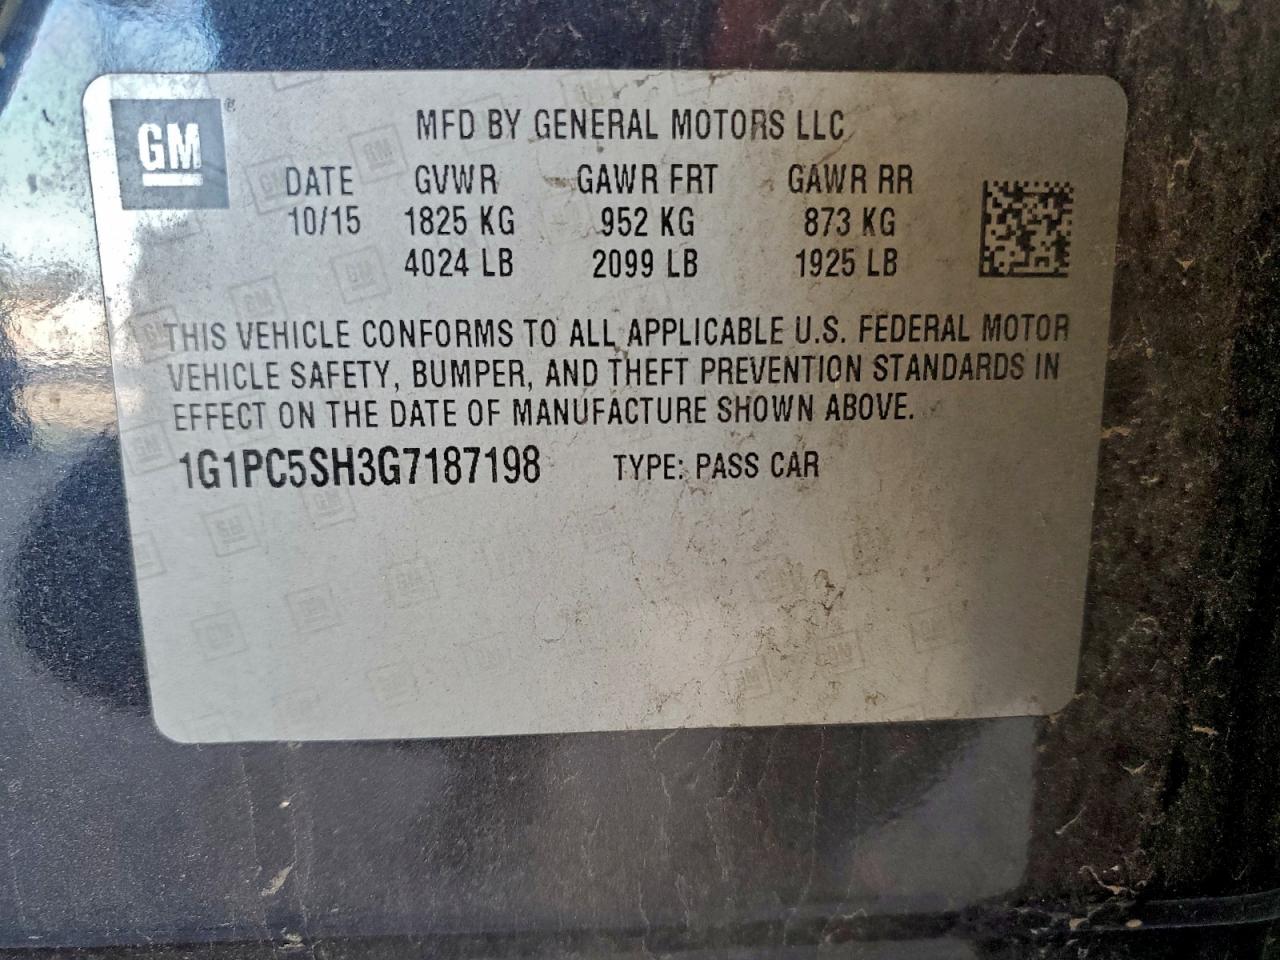 GM ®
MFD BY GENERAL MOTORS LLC
DATE GVWR GAWR FRT GAWR RR
10/15 1825 KG 952 KG 873 KG
4024 LB 2099 LB 1925 LB
THIS VEHICLE CONFORMS TO ALL APPLICABLE U.S. FEDERAL MOTOR
VEHICLE SAFETY, BUMPER, AND THEFT PREVENTION STANDARDS IN
EFFECT ON THE DATE OF MANUFACTURE SHOWN ABOVE.
1G1PC5SH3G7187198 TYPE: PASS CAR